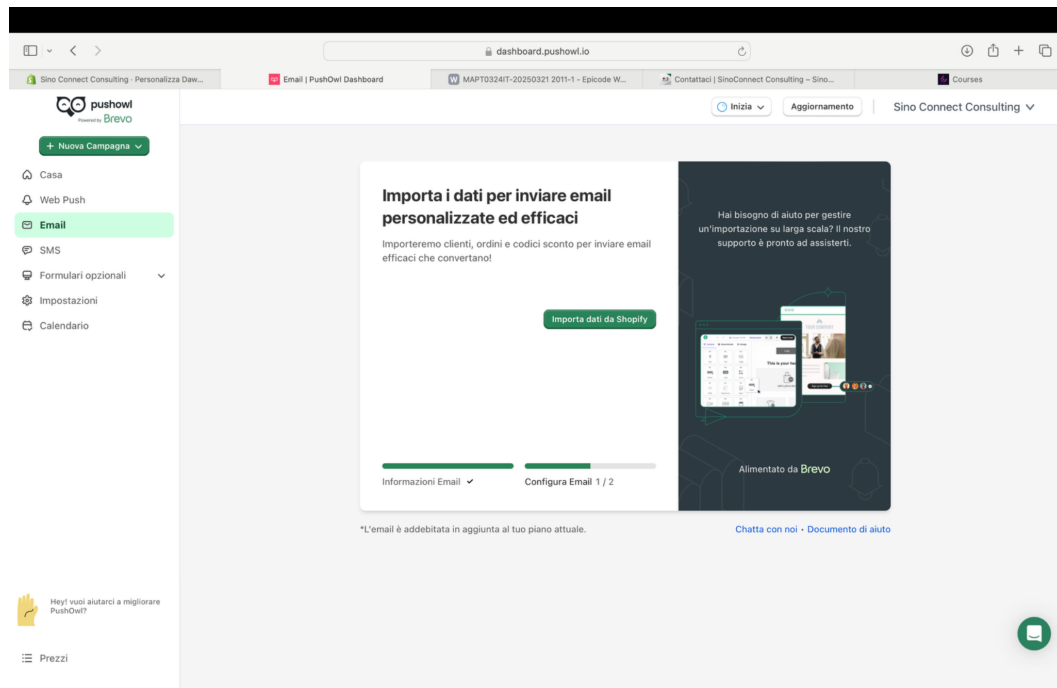 dashboard.pushowl.io
Sino Connect Consulting · Personalizza Daw...
Email | PushOwl Dashboard
MAPT0324IT-20250321 2011-1 - Epicode W...
Contattaci | SinoConnect Consulting – Sino...
Courses
pushowl
Powered by Brevo
+ Nuova Campagna
Inizia
Aggiornamento
Sino Connect Consulting
Casa
Web Push
Email
SMS
Formulari opzionali
Impostazioni
Calendario
Importa i dati per inviare email
personalizzate ed efficaci
Importeremo clienti, ordini e codici sconto per inviare email
efficaci che convertano!
Importa dati da Shopify
Informazioni Email ✔
Configura Email 1 / 2
Hai bisogno di aiuto per gestire
un'importazione su larga scala? Il nostro
supporto è pronto ad assisterti.
Alimentato da Brevo
*L'email è addebitata in aggiunta al tuo piano attuale.
Chatta con noi • Documento di aiuto
Hey! vuoi aiutarci a migliorare
PushOwl?
Prezzi